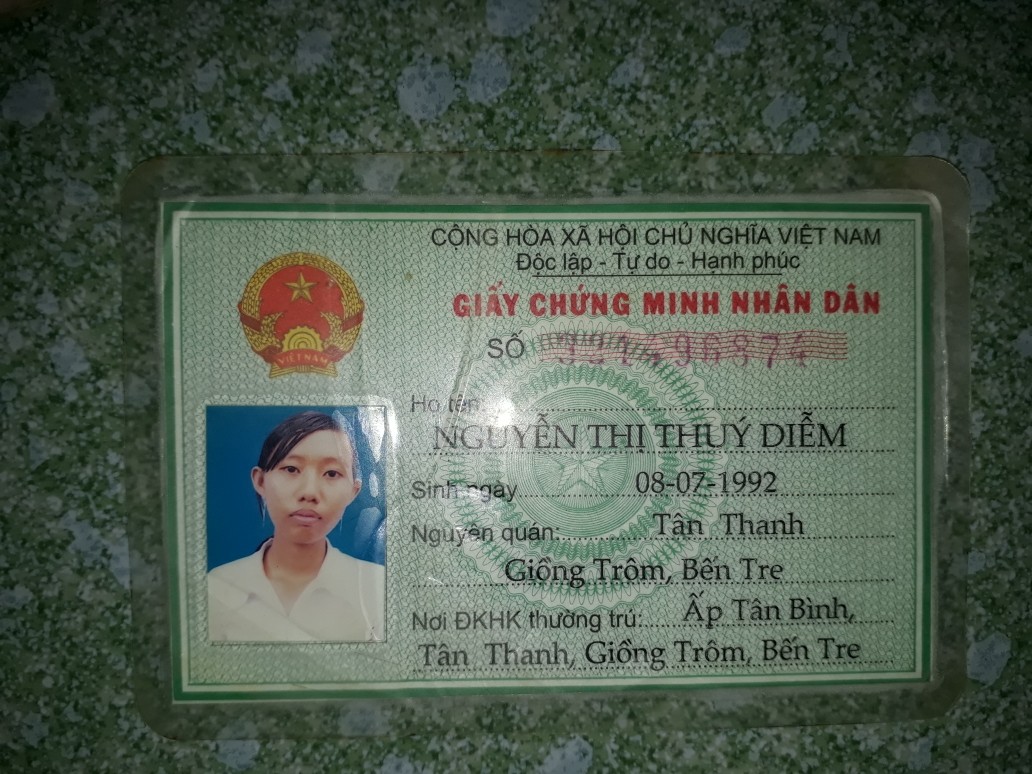 CỘNG HÒA XÃ HỘI CHỦ NGHĨA VIỆT NAM
Độc lập - Tự do - Hạnh phúc
GIẤY CHỨNG MINH NHÂN DÂN
SỐ
Họ tên:
NGUYỄN THỊ THUÝ DIỄM
Sinh ngày 08-07-1992
Nguyên quán: Tân Thanh
Giồng Trôm, Bến Tre
Nơi ĐKHK thường trú: Ấp Tân Bình,
Tân Thanh, Giồng Trôm, Bến Tre
VIỆT NAM